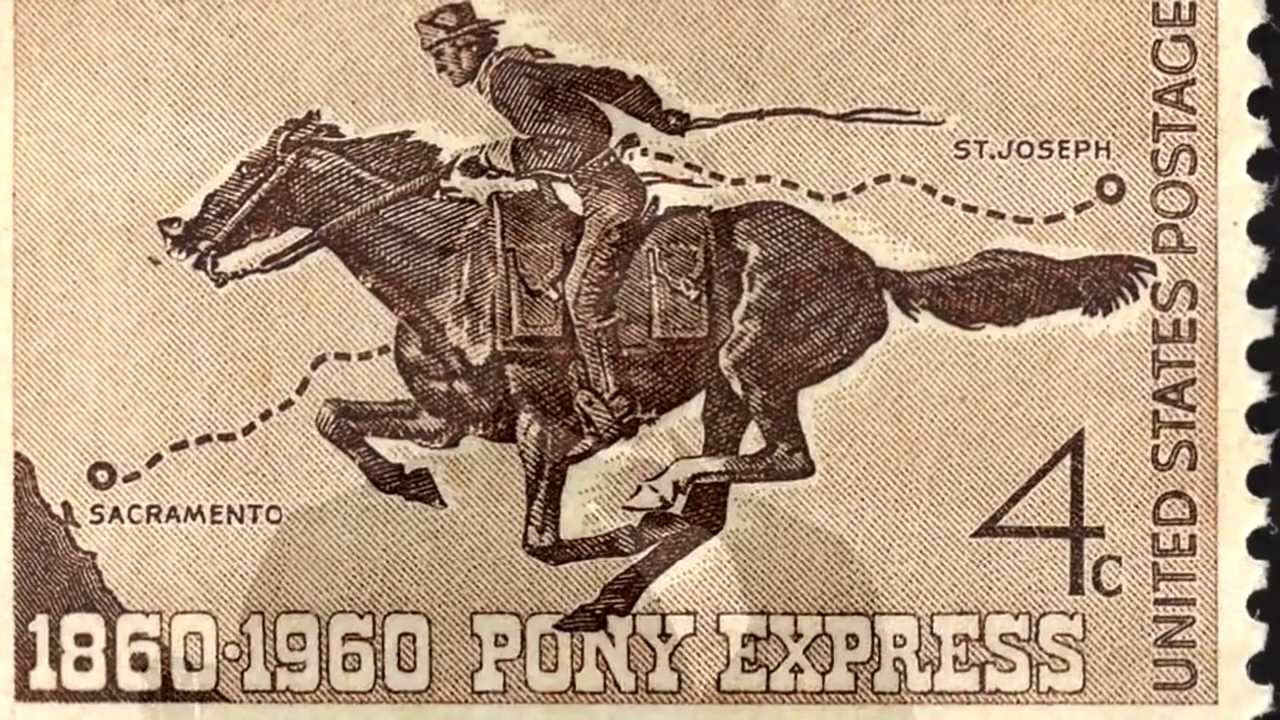 ST.JOSEPH
SACRAMENTO
4c
1860·1960 PONY EXPRESS
UNITED STATES POSTAGE